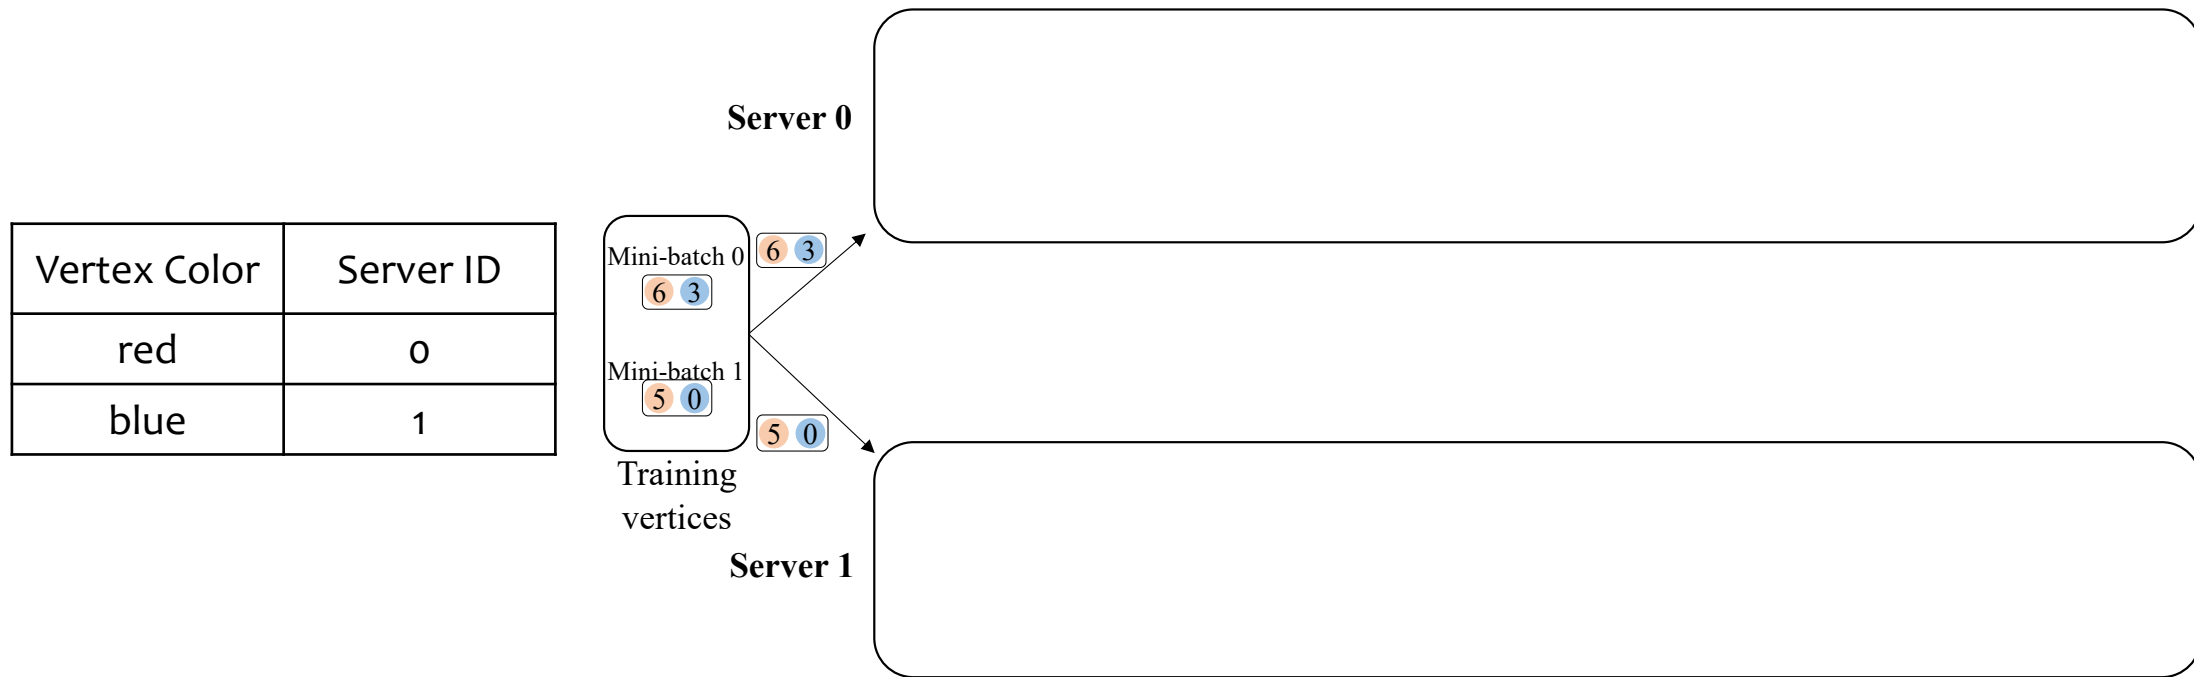 Vertex Color Server ID
red 0
blue 1
Mini-batch 0
6 3
Mini-batch 1
5 0
Training
vertices
6 3
5 0
Server 0
Server 1